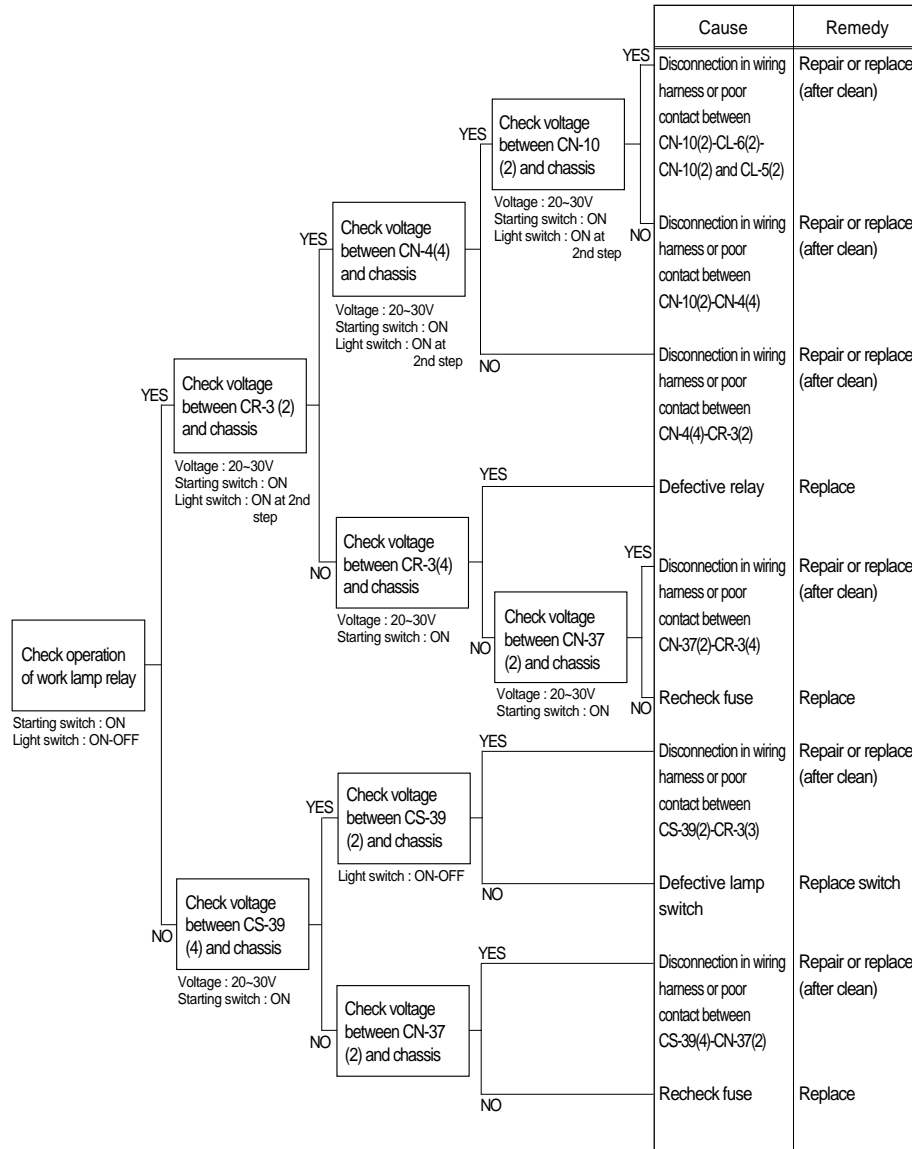 Cause
Remedy
YES
Disconnection in wiring
harness or poor
contact between
CN-10(2)-CL-6(2)-
CN-10(2) and CL-5(2)
Repair or replace
(after clean)
YES
Check voltage
between CN-10
(2) and chassis
Voltage : 20~30V
Starting switch : ON
Light switch : ON at
2nd step
NO
Disconnection in wiring
harness or poor
contact between
CN-10(2)-CN-4(4)
Repair or replace
(after clean)
YES
Check voltage
between CN-4(4)
and chassis
Voltage : 20~30V
Starting switch : ON
Light switch : ON at
2nd step
NO
Disconnection in wiring
harness or poor
contact between
CN-4(4)-CR-3(2)
Repair or replace
(after clean)
YES
Check voltage
between CR-3 (2)
and chassis
Voltage : 20~30V
Starting switch : ON
Light switch : ON at 2nd
step
YES
Defective relay
Replace
NO
Check voltage
between CR-3(4)
and chassis
Voltage : 20~30V
Starting switch : ON
YES
Disconnection in wiring
harness or poor
contact between
CN-37(2)-CR-3(4)
Repair or replace
(after clean)
NO
Check voltage
between CN-37
(2) and chassis
Voltage : 20~30V
Starting switch : ON
NO
Recheck fuse
Replace
Check operation
of work lamp relay
Starting switch : ON
Light switch : ON-OFF
YES
Disconnection in wiring
harness or poor
contact between
CS-39(2)-CR-3(3)
Repair or replace
(after clean)
YES
Check voltage
between CS-39
(2) and chassis
Light switch : ON-OFF
NO
Defective lamp
switch
Replace switch
NO
Check voltage
between CS-39
(4) and chassis
Voltage : 20~30V
Starting switch : ON
YES
Disconnection in wiring
harness or poor
contact between
CS-39(4)-CN-37(2)
Repair or replace
(after clean)
NO
Check voltage
between CN-37
(2) and chassis
NO
Recheck fuse
Replace